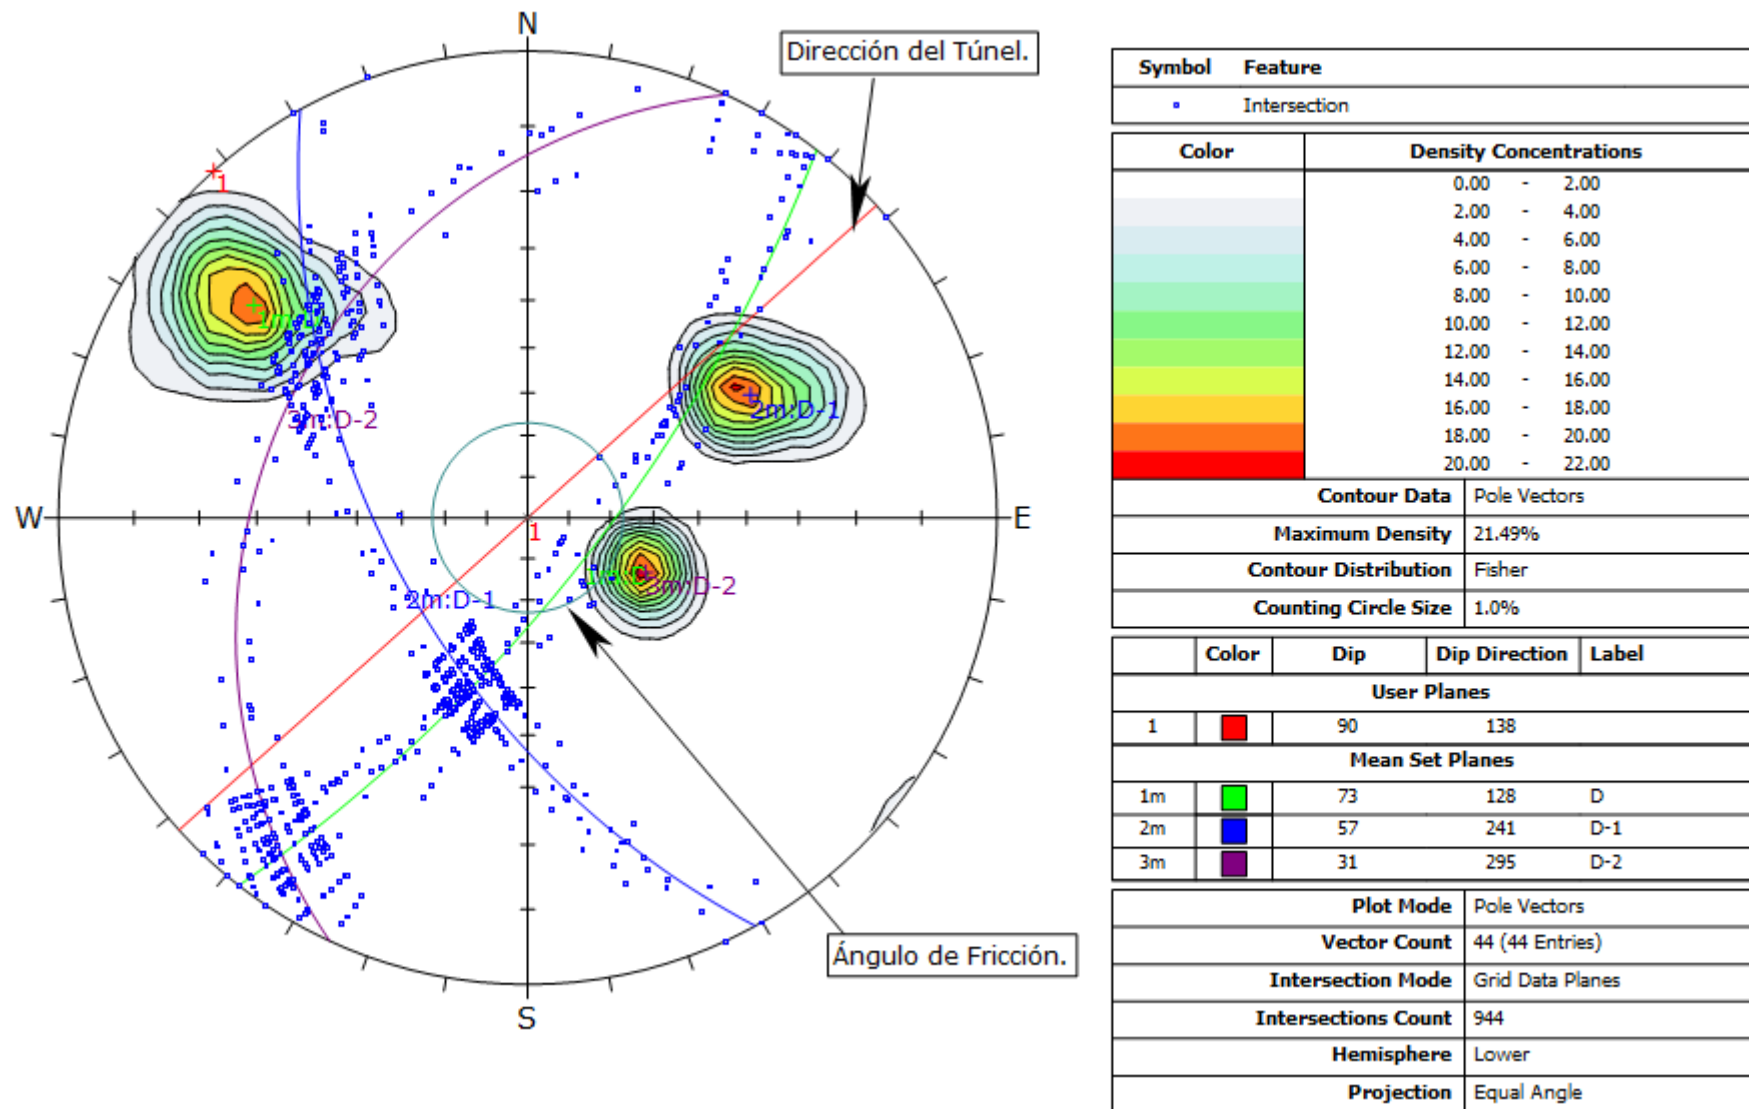 N
Dirección del Túnel.
1
1m:D
3m:D-2
2m:D-1
W
E
1
1m:D
3m:D-2
2m:D-1
Ángulo de Fricción.
S
Symbol Feature
Intersection
Color Density Concentrations
0.00 - 2.00
2.00 - 4.00
4.00 - 6.00
6.00 - 8.00
8.00 - 10.00
10.00 - 12.00
12.00 - 14.00
14.00 - 16.00
16.00 - 18.00
18.00 - 20.00
20.00 - 22.00
Contour Data Pole Vectors
Maximum Density 21.49%
Contour Distribution Fisher
Counting Circle Size 1.0%
Color Dip Dip Direction Label
User Planes
1 90 138
Mean Set Planes
1m 73 128 D
2m 57 241 D-1
3m 31 295 D-2
Plot Mode Pole Vectors
Vector Count 44 (44 Entries)
Intersection Mode Grid Data Planes
Intersections Count 944
Hemisphere Lower
Projection Equal Angle